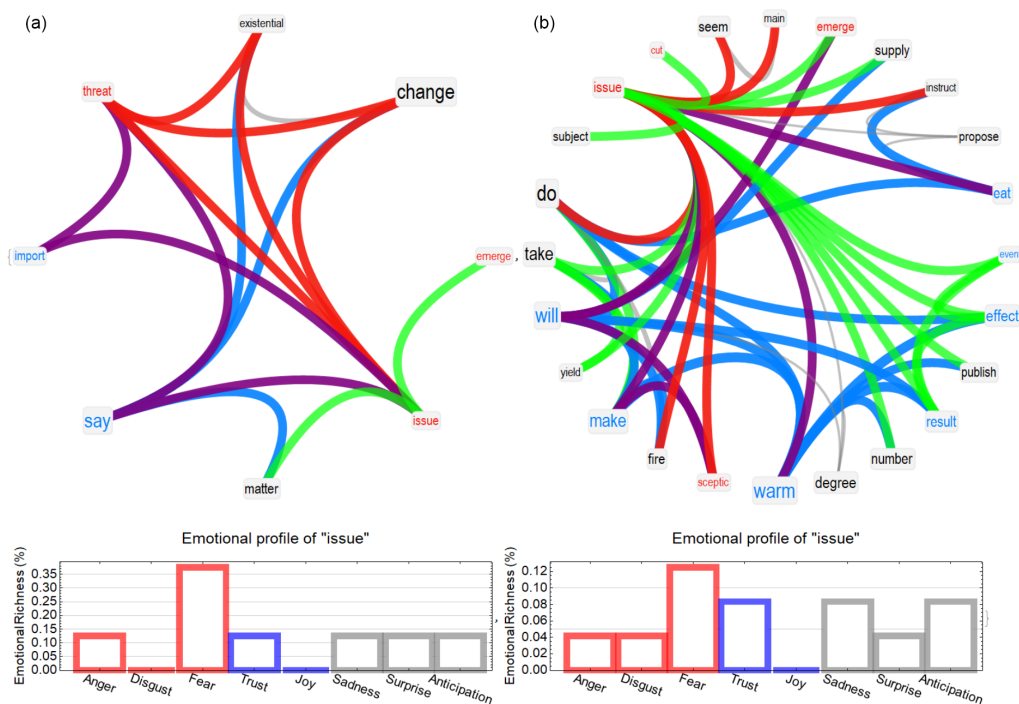 (a)
existential
threat
change
{ import
emerge ,
say
issue
matter
(b)
seem
main
emerge
cut
supply
issue
instruct
subject
propose
do
eat
take
even
will
effect
yield
publish
make
result
fire
number
sceptic
degree
warm
Emotional profile of "issue"
Emotional Richness (%)
0.35
0.30
0.25
0.20
0.15
0.10
0.05
0.00
Anger Disgust Fear Trust Joy Sadness Surprise Anticipation
,
Emotional profile of "issue"
Emotional Richness (%)
0.12
0.10
0.08
0.06
0.04
0.02
0.00
Anger Disgust Fear Trust Joy Sadness Surprise Anticipation
}